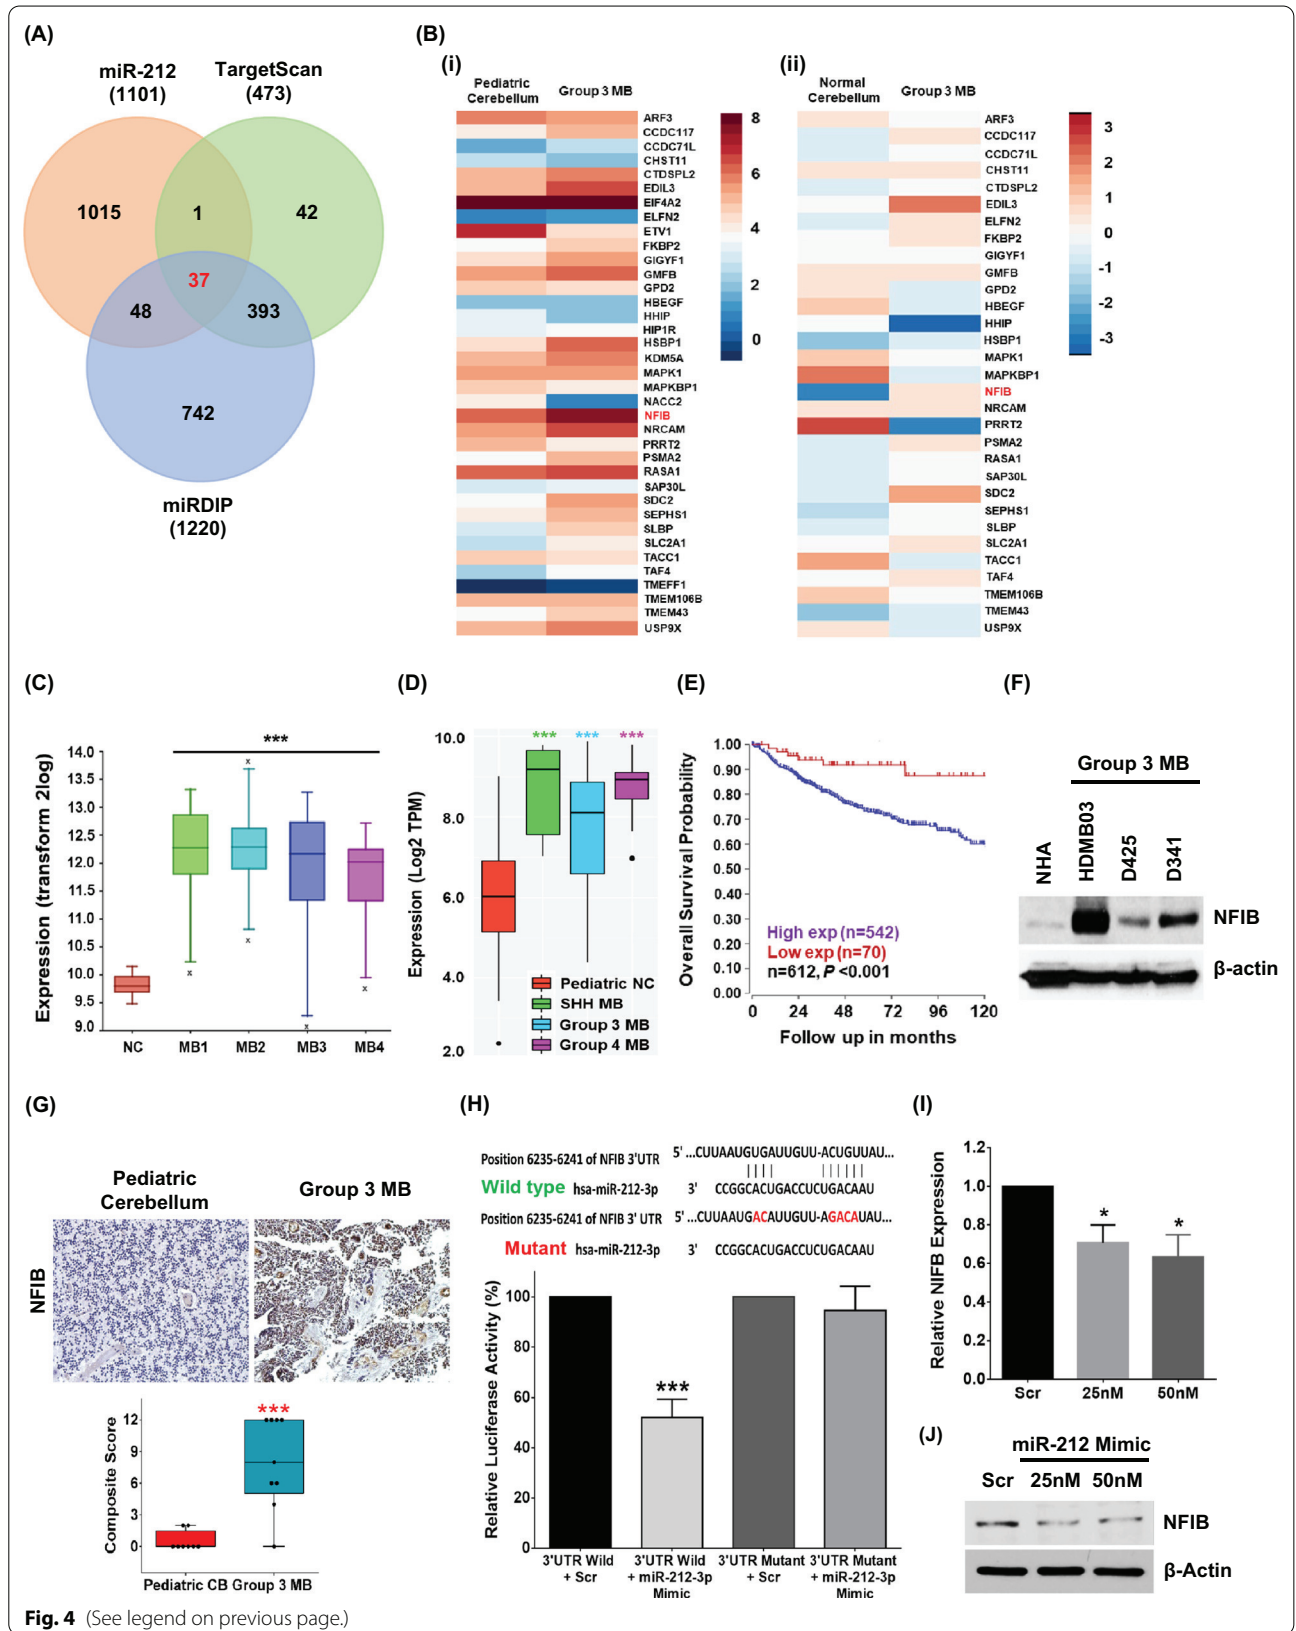 (A)
miR-212
(1101)
TargetScan
(473)
1015
1
42
37
48
393
742
miRDIP
(1220)
(B)
(i)
Pediatric
Cerebellum
Group 3 MB
ARF3
CCDC117
CCDC71L
CHST11
CTDSPL2
EDIL3
EIF4A2
ELFN2
ETV1
FKBP2
GIGYF1
GMFB
GPD2
HBEGF
HHIP
HIP1R
HSBP1
KDM5A
MAPK1
MAPKBP1
NACC2
NFIB
NRCAM
PRRT2
PSMA2
RASA1
SAP30L
SDC2
SEPHS1
SLBP
SLC2A1
TACC1
TAF4
TMEFF1
TMEM106B
TMEM43
USP9X
8
6
4
2
0
(ii)
Normal
Cerebellum
Group 3 MB
ARF3
CCDC117
CCDC71L
CHST11
CTDSPL2
EDIL3
ELFN2
FKBP2
GIGYF1
GMFB
GPD2
HBEGF
HHIP
HSBP1
MAPK1
MAPKBP1
NFIB
NRCAM
PRRT2
PSMA2
RASA1
SAP30L
SDC2
SEPHS1
SLBP
SLC2A1
TACC1
TAF4
TMEM106B
TMEM43
USP9X
3
2
1
0
-1
-2
-3
(C)
Expression (transform 2log)
14.0
13.5
13.0
12.5
12.0
11.5
11.0
10.5
10.0
9.5
9.0
***
x
x
x
x
x
x
NC MB1 MB2 MB3 MB4
(D)
Expression (Log2 TPM)
10.0
8.0
6.0
4.0
2.0
*** *** ***
Pediatric NC
SHH MB
Group 3 MB
Group 4 MB
(E)
Overall Survival Probability
1.00
0.90
0.80
0.70
0.60
0.50
0.40
0.30
0.20
0.10
0.00
High exp (n=542)
Low exp (n=70)
n=612, P <0.001
0 24 48 72 96 120
Follow up in months
(F)
Group 3 MB
NHA
HDMB03
D425
D341
NFIB
β-actin
(G)
Pediatric
Cerebellum
Group 3 MB
NFIB
Composite Score
12
9
6
3
0
***
Pediatric CB Group 3 MB
(H)
Position 6235-6241 of NFIB 3'UTR 5' ...CUUAAUGUGAUUGUU-ACUGUUAU...
Wild type hsa-miR-212-3p 3' CCGGCACUGACCUCUGACAAU
Position 6235-6241 of NFIB 3' UTR 5' ...CUUAAUGACAUUGUU-AGACAUAU...
Mutant hsa-miR-212-3p 3' CCGGCACUGACCUCUGACAAU
Relative Luciferase Activity (%)
100
80
60
40
20
0
***
3'UTR Wild
+ Scr
3'UTR Wild
+ miR-212-3p
Mimic
3'UTR Mutant
+ Scr
3'UTR Mutant
+ miR-212-3p
Mimic
(I)
Relative NIFB Expression
1.2
1.0
0.8
0.6
0.4
0.2
0.0
*
*
Scr 25nM 50nM
(J)
miR-212 Mimic
Scr 25nM 50nM
NFIB
β-Actin
Fig. 4 (See legend on previous page.)